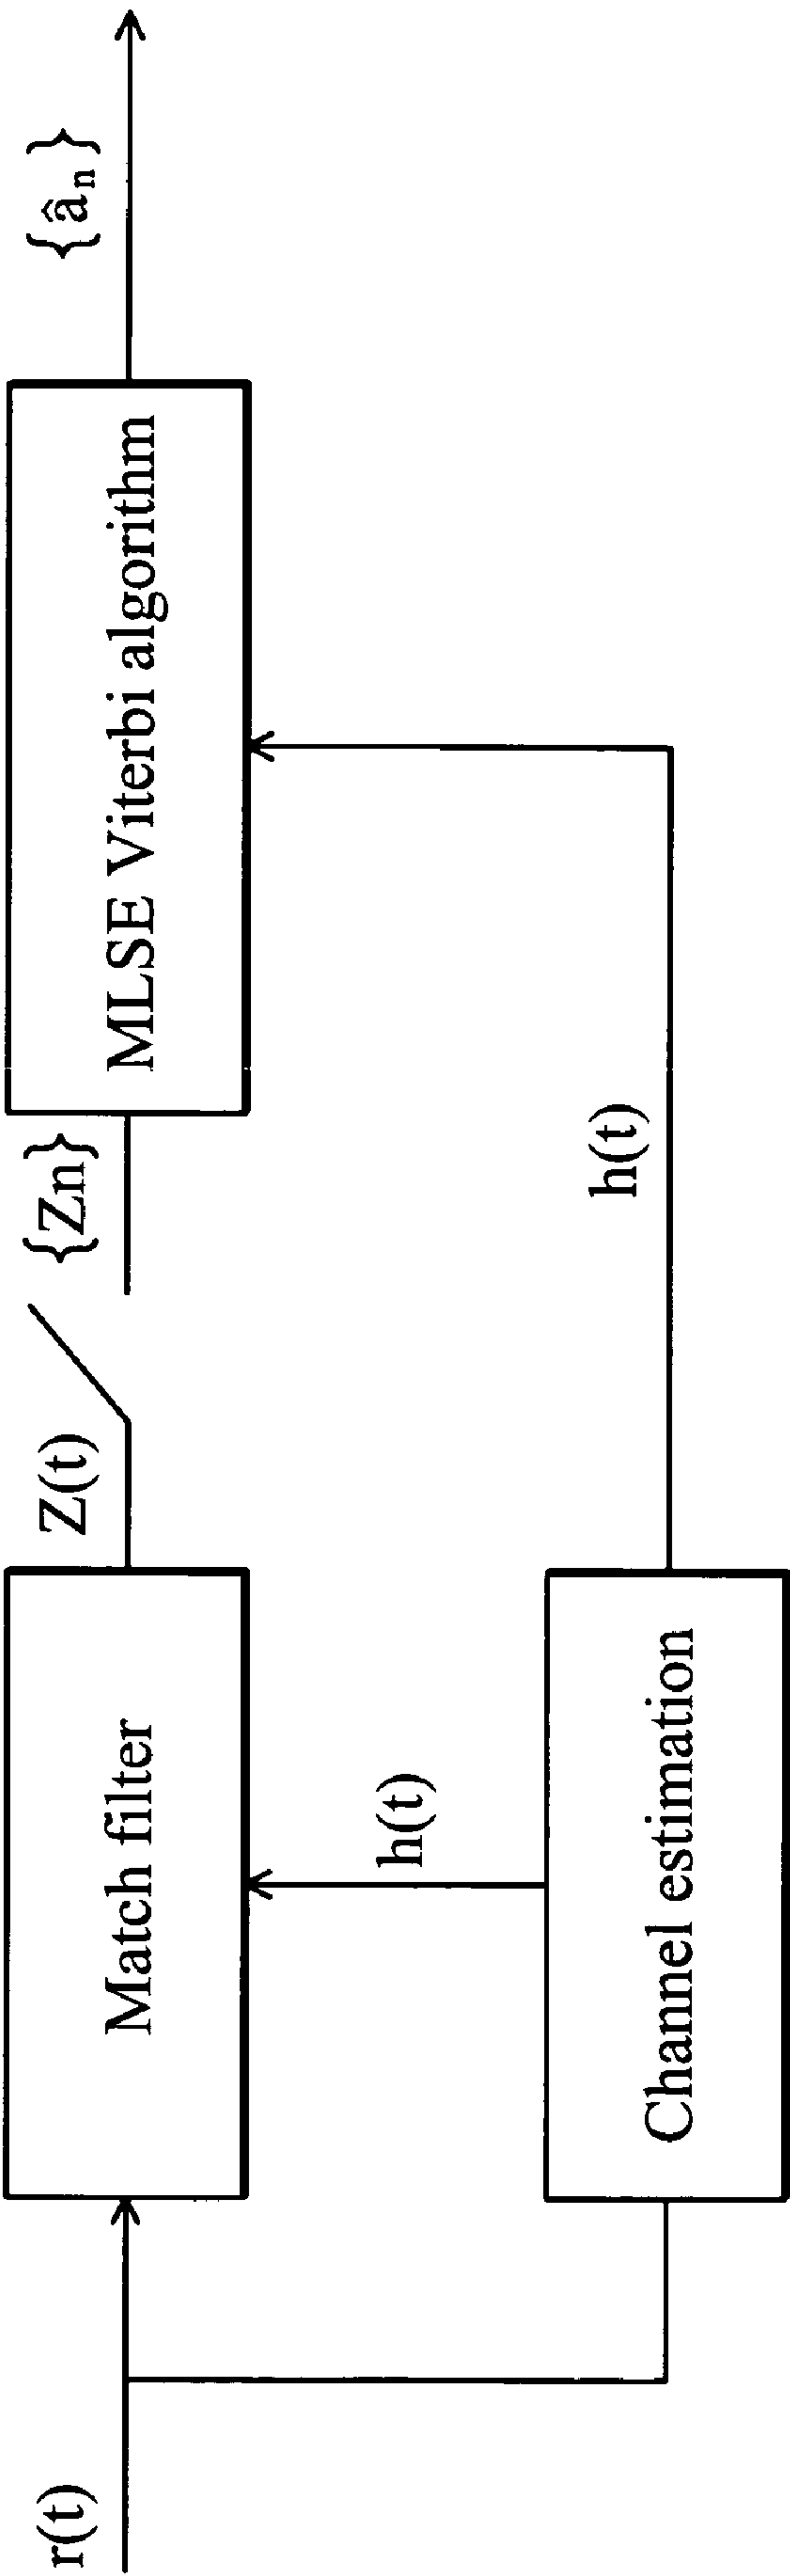 r(t)
Match filter
Z(t)
{Zn}
MLSE Viterbi algorithm
{âₙ}
h(t)
h(t)
Channel estimation